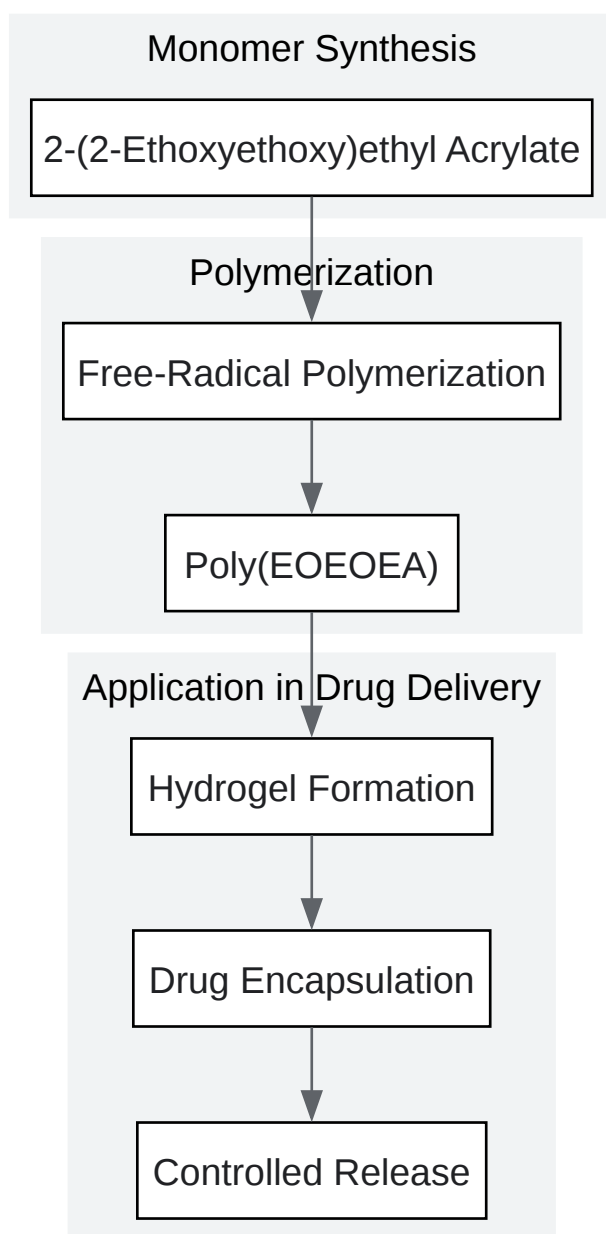 Monomer Synthesis
2-(2-Ethoxyethoxy)ethyl Acrylate
Polymerization
Free-Radical Polymerization
Poly(EOEOEA)
Application in Drug Delivery
Hydrogel Formation
Drug Encapsulation
Controlled Release